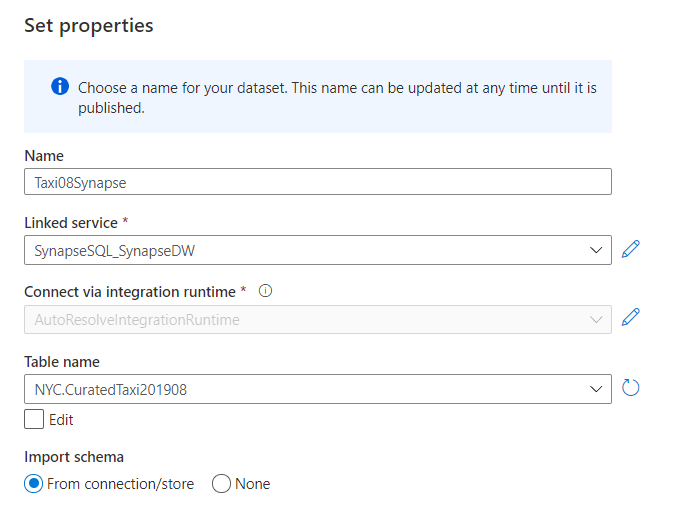 Set properties
Choose a name for your dataset. This name can be updated at any time until it is
published.
Name
Taxi08Synapse
Linked service *
SynapseSQL_SynapseDW
Connect via integration runtime *
AutoResolveIntegrationRuntime
Table name
NYC.CuratedTaxi201908
Edit
Import schema
From connection/store None